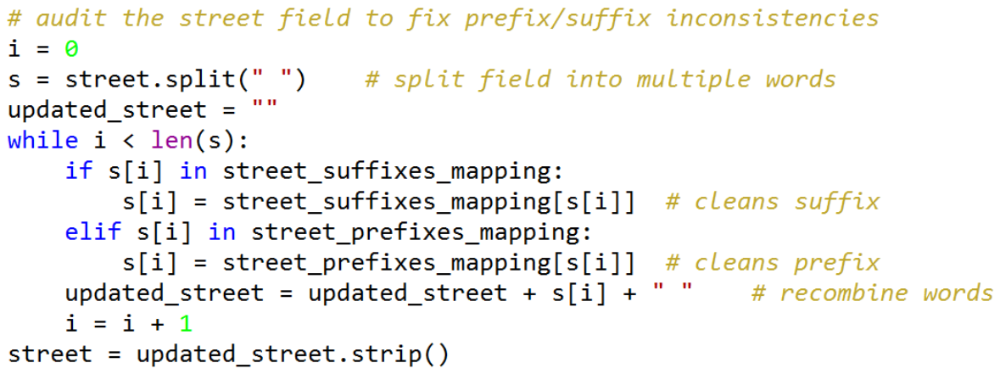 # audit the street field to fix prefix/suffix inconsistencies
i = 0
s = street.split(" ")    # split field into multiple words
updated_street = ""
while i < len(s):
    if s[i] in street_suffixes_mapping:
        s[i] = street_suffixes_mapping[s[i]]  # cleans suffix
    elif s[i] in street_prefixes_mapping:
        s[i] = street_prefixes_mapping[s[i]]  # cleans prefix
    updated_street = updated_street + s[i] + " "    # recombine words
    i = i + 1
street = updated_street.strip()